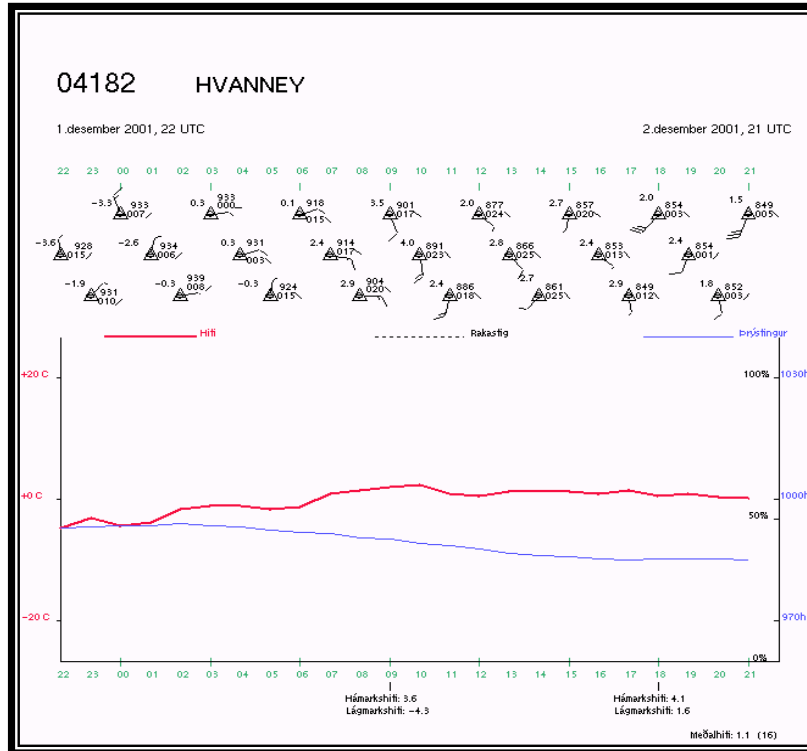 04182 HVANNEY
1.desember 2001, 22 UTC 2.desember 2001, 21 UTC
22 23 00 01 02 03 04 05 06 07 08 09 10 11 12 13 14 15 16 17 18 19 20 21
-3.3 933 007 0.3 933 000 0.1 918 015 3.5 901 017 2.0 877 024 2.7 857 020 2.0 854 003 1.5 849 005
-3.6 928 015 -2.6 934 006 0.3 931 003 2.4 914 017 4.0 891 023 2.8 866 025 2.4 853 013 2.4 854 001
-1.9 931 010 -0.3 939 008 -0.3 924 015 2.9 904 020 2.4 886 018 2.7 861 025 2.9 849 012 1.8 852 003
Hiti Rakastig Þrýstingur
+20 C 100% 1030h
+0 C 1000h
50%
-20 C 970h
0%
22 23 00 01 02 03 04 05 06 07 08 09 10 11 12 13 14 15 16 17 18 19 20 21
Hámarkshiti: 3.6 Hámarkshiti: 4.1
Lágmarkshiti: -4.3 Lágmarkshiti: 1.6
Meðalhiti: 1.1 (16)